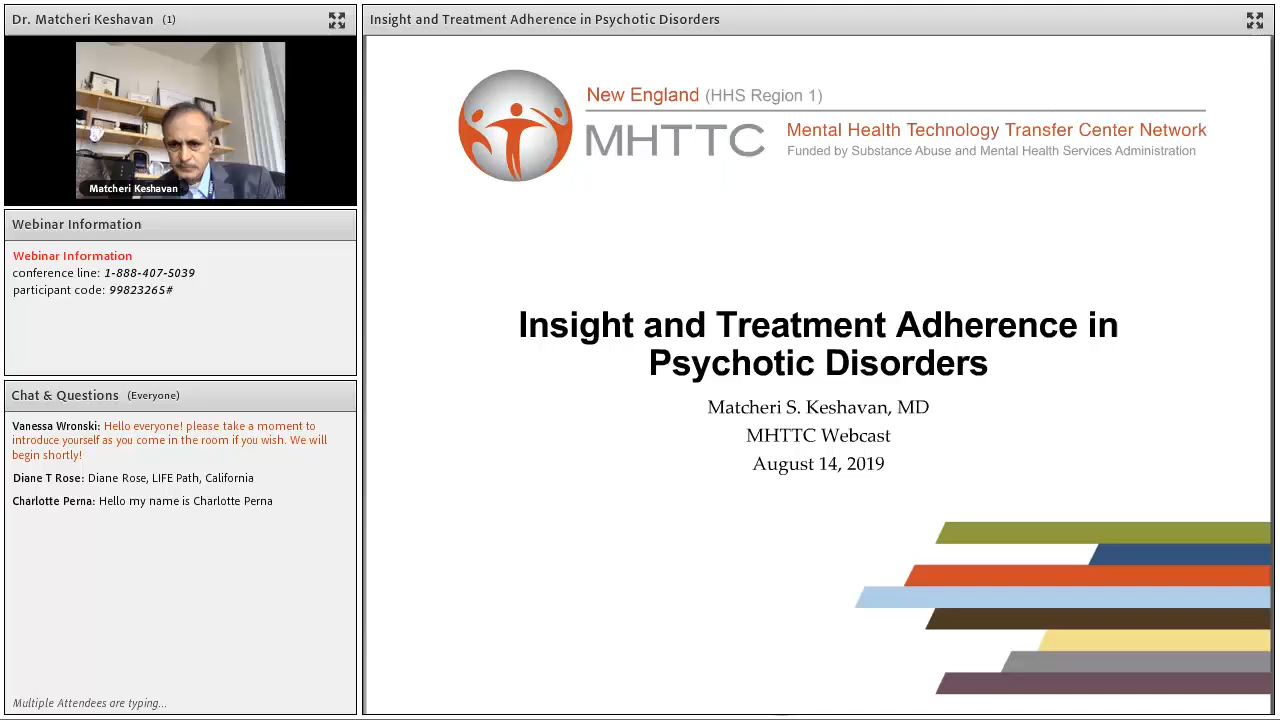 Dr. Matcheri Keshavan (1)
Matcheri Keshavan
Webinar Information
Webinar Information
conference line: 1-888-407-5039
participant code: 99823265#
Chat & Questions (Everyone)
Vanessa Wronski: Hello everyone! please take a moment to
introduce yourself as you come in the room if you wish. We will
begin shortly!
Diane T Rose: Diane Rose, LIFE Path, California
Charlotte Perna: Hello my name is Charlotte Perna
Multiple Attendees are typing...
Insight and Treatment Adherence in Psychotic Disorders
New England (HHS Region 1)
MHTTC
Mental Health Technology Transfer Center Network
Funded by Substance Abuse and Mental Health Services Administration
Insight and Treatment Adherence in
Psychotic Disorders
Matcheri S. Keshavan, MD
MHTTC Webcast
August 14, 2019